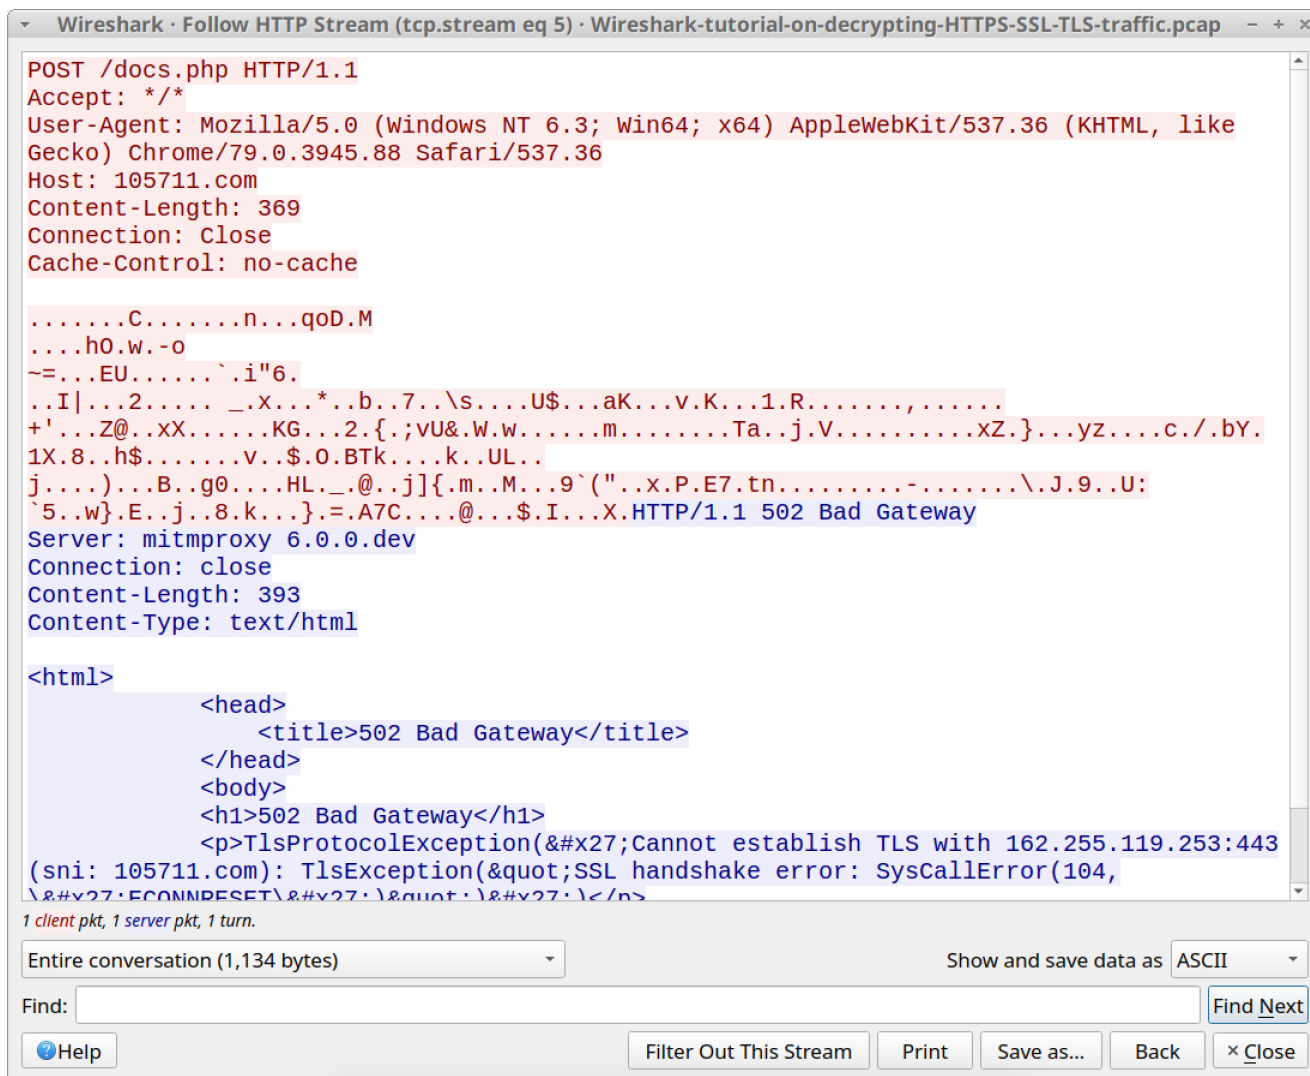 Wireshark · Follow HTTP Stream (tcp.stream eq 5) · Wireshark-tutorial-on-decrypting-HTTPS-SSL-TLS-traffic.pcap
POST /docs.php HTTP/1.1
Accept: */*
User-Agent: Mozilla/5.0 (Windows NT 6.3; Win64; x64) AppleWebKit/537.36 (KHTML, like
Gecko) Chrome/79.0.3945.88 Safari/537.36
Host: 105711.com
Content-Length: 369
Connection: Close
Cache-Control: no-cache
.......C.......n...qoD.M
....hO.w.-o
~=...EU......`.i"6.
..I|...2..... _.x...*..b..7..\s....U$...aK...v.K...1.R.......,......
+'...Z@..xX......KG...2.{.;vU&.W.w......m........Ta..j.V..........xZ.}...yz....c./.bY.
1X.8..h$.......v..$.O.BTk....k..UL..
j....)...B..g0....HL._.@..j]{.m..M...9`("..x.P.E7.tn.........-.......\.J.9..U:
`5..w}.E..j..8.k...}.=.A7C....@...$.I...X.HTTP/1.1 502 Bad Gateway
Server: mitmproxy 6.0.0.dev
Connection: close
Content-Length: 393
Content-Type: text/html
<html>
<head>
<title>502 Bad Gateway</title>
</head>
<body>
<h1>502 Bad Gateway</h1>
<p>TlsProtocolException(&#x27;Cannot establish TLS with 162.255.119.253:443
(sni: 105711.com): TlsException(&quot;SSL handshake error: SysCallError(104,
\&#x27;ECONNRESET\&#x27;)&quot;)&#x27;)</p>
1 client pkt, 1 server pkt, 1 turn.
Entire conversation (1,134 bytes) Show and save data as ASCII
Find: Find Next
Help Filter Out This Stream Print Save as... Back Close